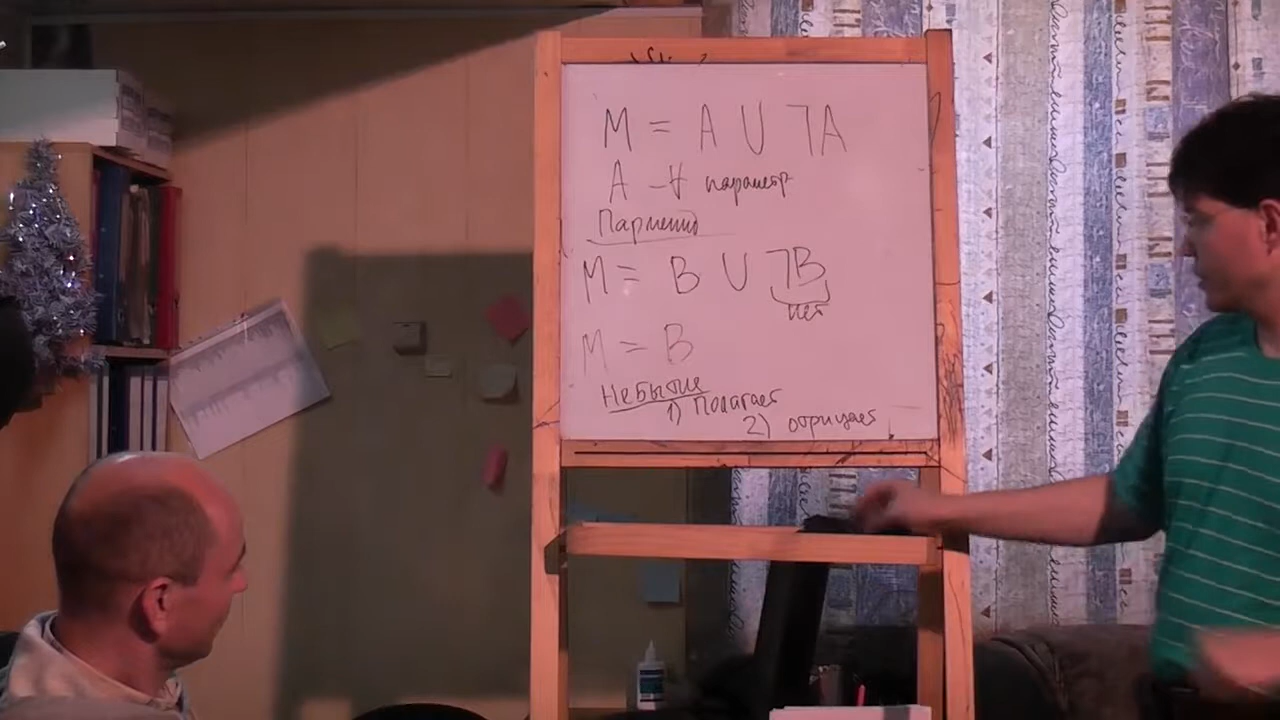 M = A ∪ ¬A
A – ∀ параметр
Парменид
M = B ∪ ¬B
нет
M = B
Небытие
1) Полагает
2) отрицает